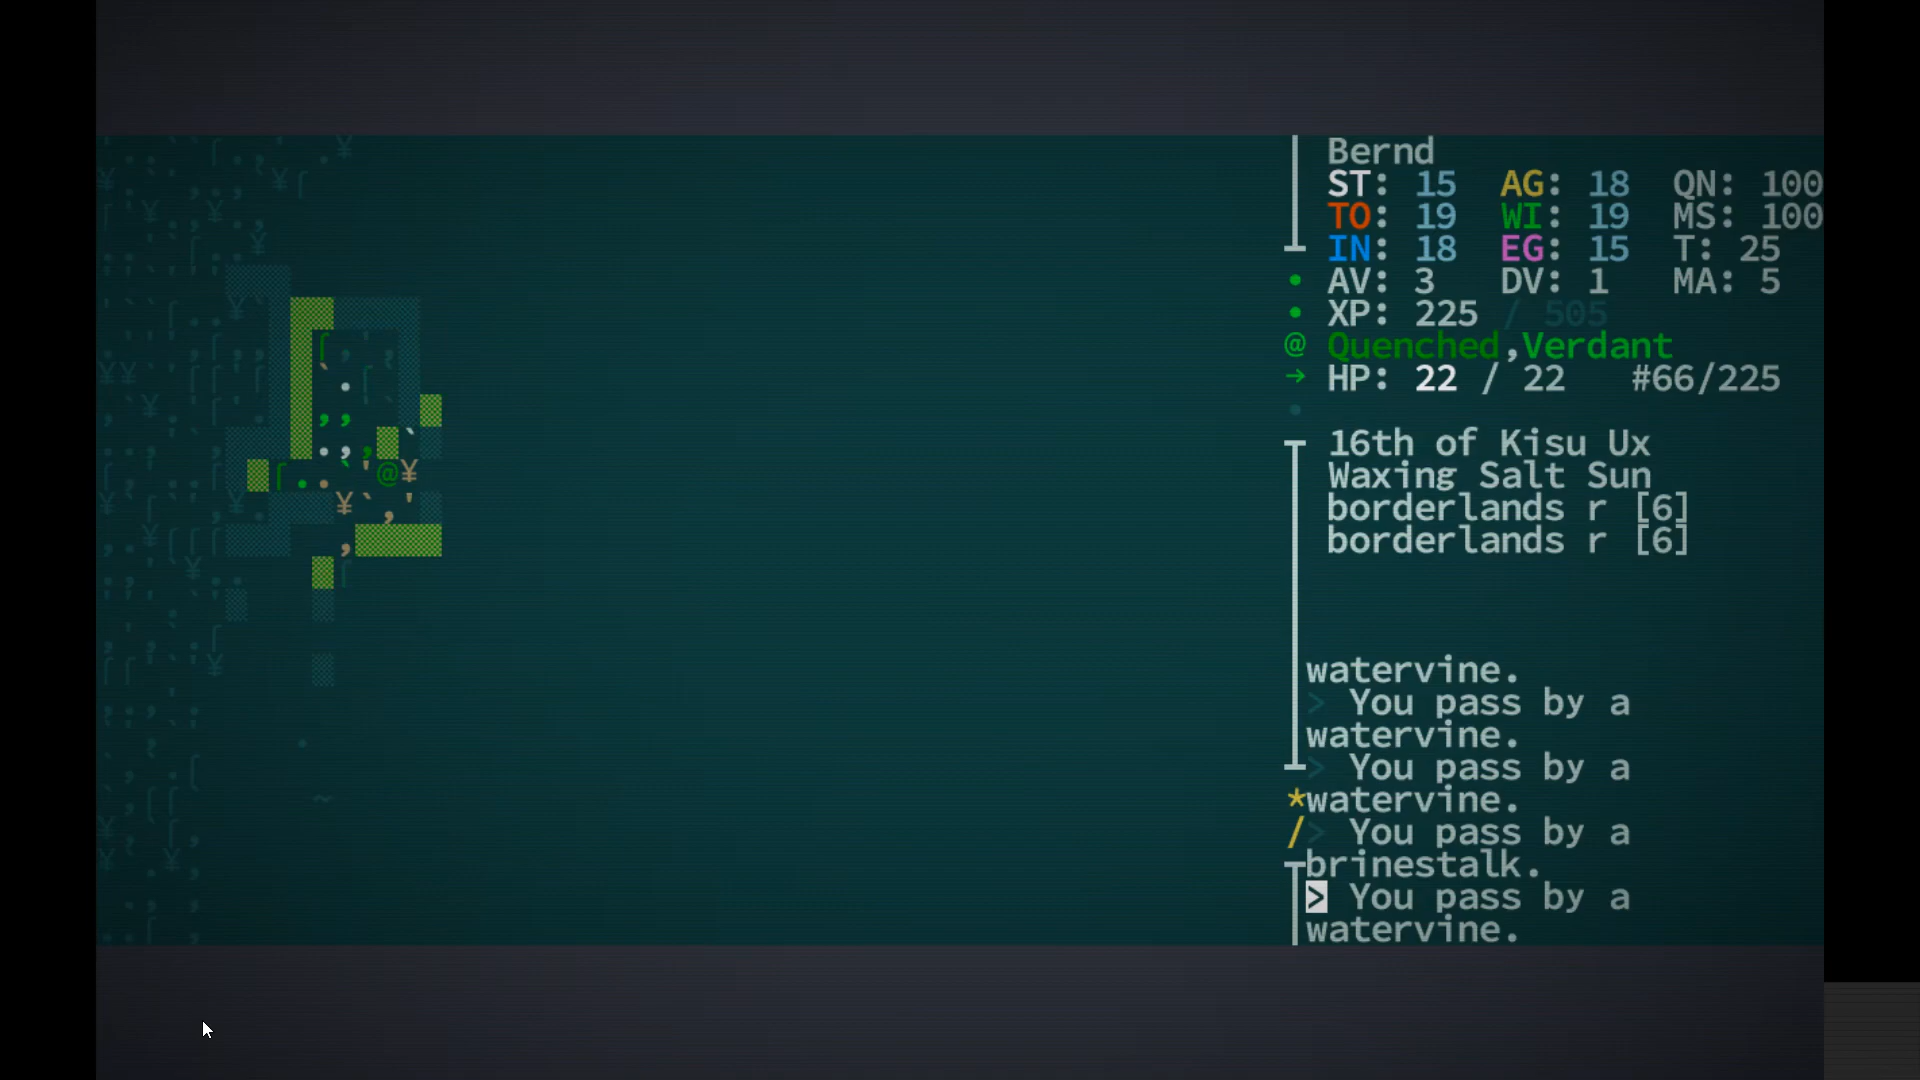 Bernd
ST: 15 AG: 18 QN: 100
TO: 19 WI: 19 MS: 100
IN: 18 EG: 15 T: 25
AV: 3 DV: 1 MA: 5
XP: 225 / 505
@ Quenched,Verdant
→ HP: 22 / 22 #66/225
16th of Kisu Ux
Waxing Salt Sun
borderlands r [6]
borderlands r [6]
watervine.
> You pass by a
watervine.
> You pass by a
*watervine.
/> You pass by a
brinestalk.
> You pass by a
watervine.